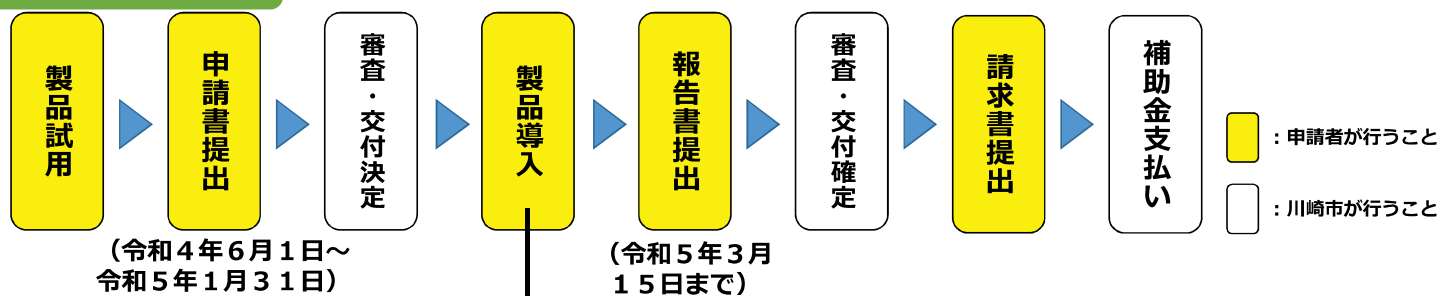 製品試用
申請書提出
審査・交付決定
製品導入
報告書提出
審査・交付確定
請求書提出
補助金支払い
：申請者が行うこと
：川崎市が行うこと
（令和４年６月１日～
令和５年１月３１日）
（令和５年３月
１５日まで）